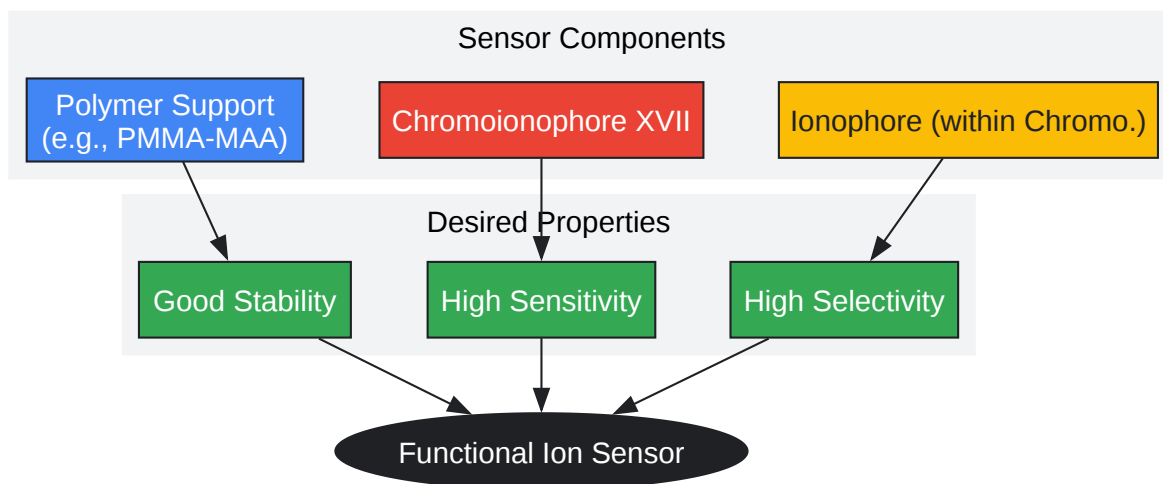 Sensor Components
Polymer Support
(e.g., PMMA-MAA)
Chromoionophore XVII
Ionophore (within Chromo.)
Desired Properties
Good Stability
High Sensitivity
High Selectivity
Functional Ion Sensor